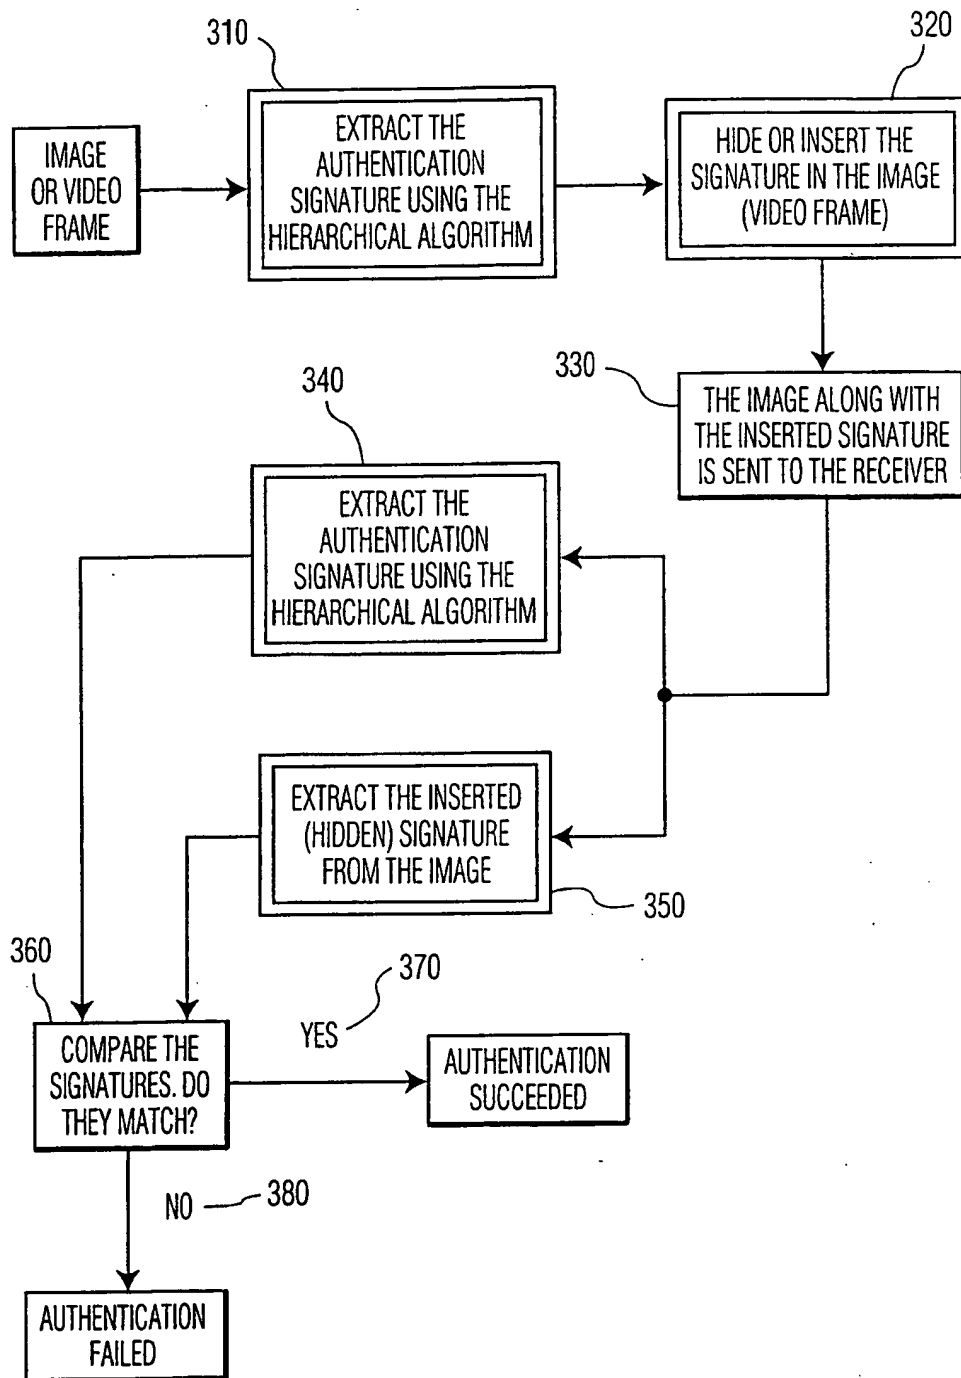 310
320
IMAGE
OR VIDEO
FRAME
EXTRACT THE
AUTHENTICATION
SIGNATURE USING THE
HIERARCHICAL ALGORITHM
HIDE OR INSERT THE
SIGNATURE IN THE IMAGE
(VIDEO FRAME)
330
THE IMAGE ALONG WITH
THE INSERTED SIGNATURE
IS SENT TO THE RECEIVER
340
EXTRACT THE
AUTHENTICATION
SIGNATURE USING THE
HIERARCHICAL ALGORITHM
EXTRACT THE INSERTED
(HIDDEN) SIGNATURE
FROM THE IMAGE
350
360
COMPARE THE
SIGNATURES. DO
THEY MATCH?
370
YES
AUTHENTICATION
SUCCEEDED
NO
380
AUTHENTICATION
FAILED